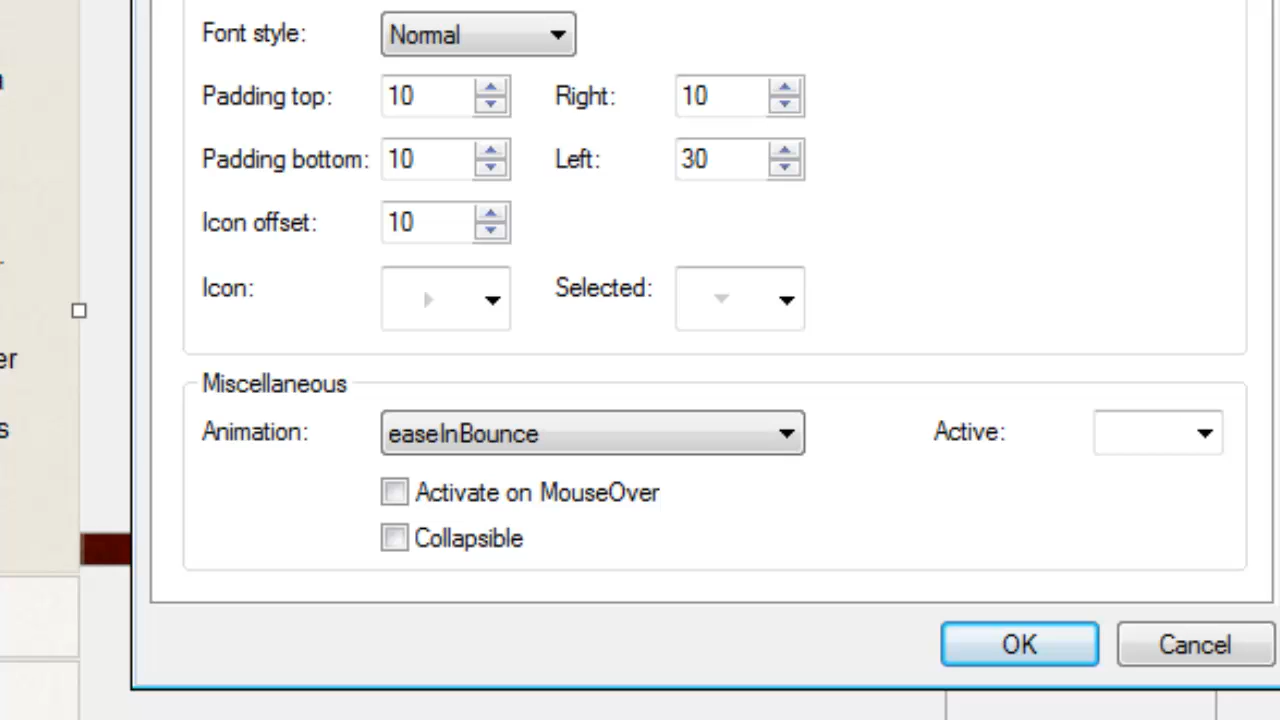 Font style: Normal
Padding top: 10 Right: 10
Padding bottom: 10 Left: 30
Icon offset: 10
Icon: Selected:
er
Miscellaneous
s
Animation: easeInBounce Active:
Activate on MouseOver
Collapsible
OK Cancel